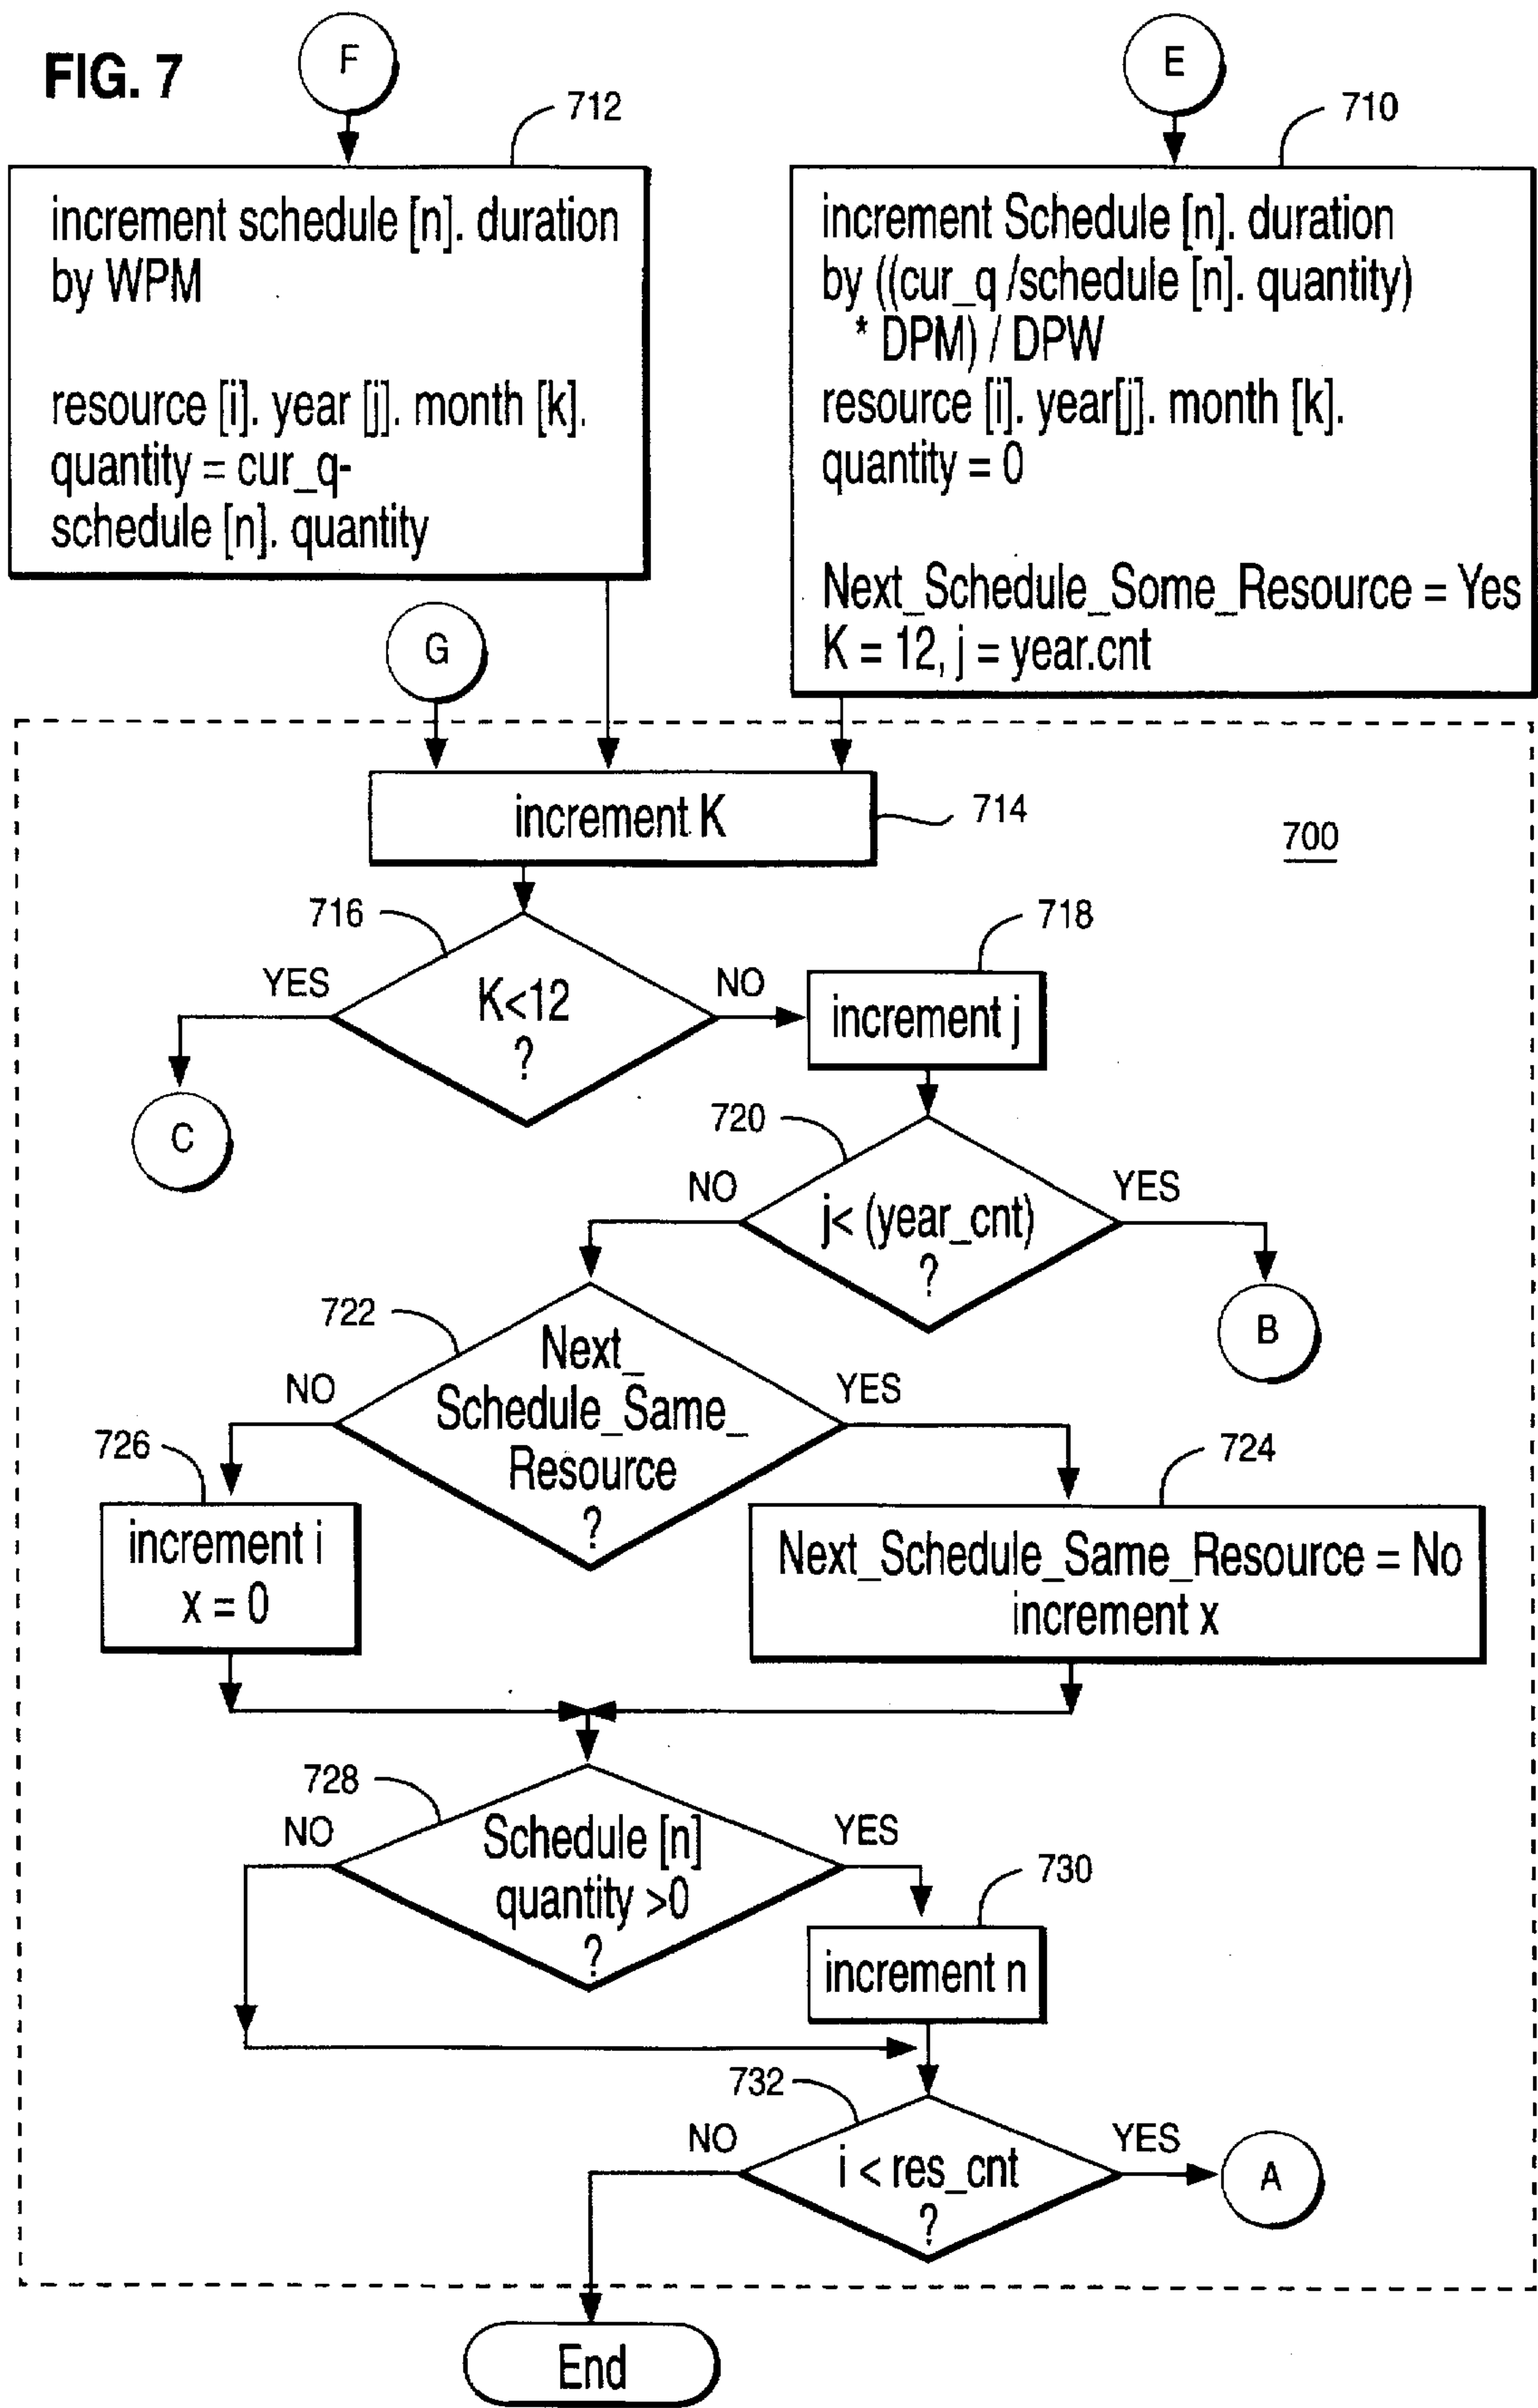 FIG. 7
F
E
712
710
increment schedule [n]. duration
by WPM
resource [i]. year [j]. month [k].
quantity = cur_q-
schedule [n]. quantity
increment Schedule [n]. duration
by ((cur_q /schedule [n]. quantity)
* DPM) / DPW
resource [i]. year[j]. month [k].
quantity = 0
Next_Schedule_Some_Resource = Yes
K = 12, j = year.cnt
G
increment K
714
700
716
718
YES
K<12
?
NO
increment j
C
720
NO
j< (year_cnt)
?
YES
B
722
NO
Next_
Schedule_Same_
Resource
?
YES
726
724
increment i
x = 0
Next_Schedule_Same_Resource = No
increment x
728
NO
Schedule [n]
quantity >0
?
YES
730
increment n
732
NO
i < res_cnt
?
YES
A
End